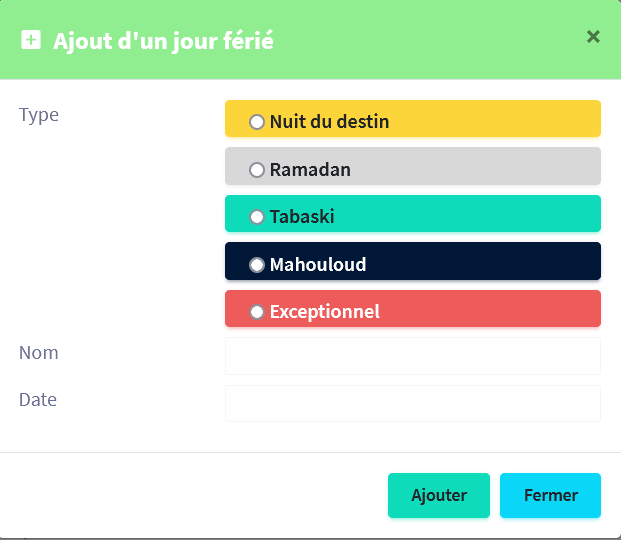 Ajout d'un jour férié
Type
Nuit du destin
Ramadan
Tabaski
Mahouloud
Exceptionnel
Nom
Date
Ajouter
Fermer